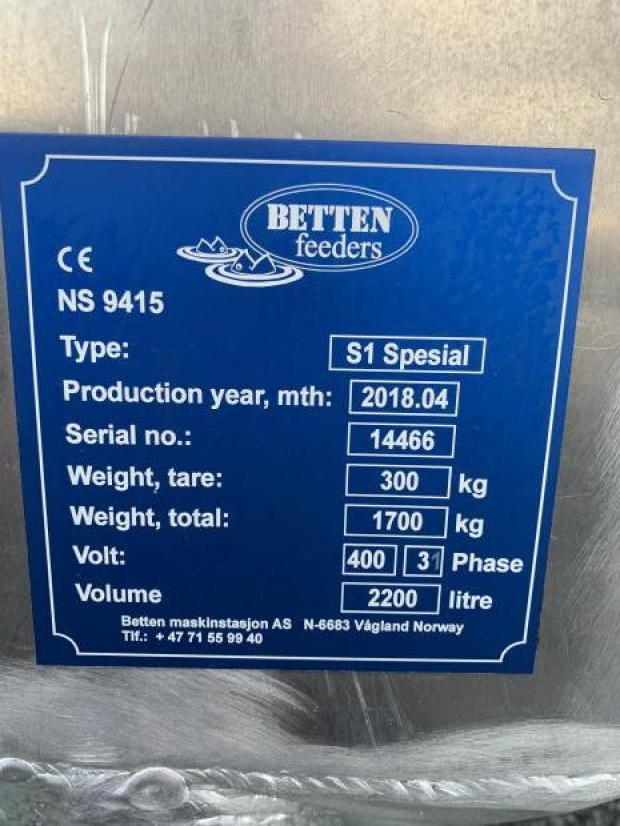 BETTEN
feeders
CE
NS 9415
Type: S1 Spesial
Production year, mth: 2018.04
Serial no.: 14466
Weight, tare: 300 kg
Weight, total: 1700 kg
Volt: 400 3 Phase
Volume 2200 litre
Betten maskinstasjon AS N-6683 Vågland Norway
Tlf.: + 47 71 55 99 40